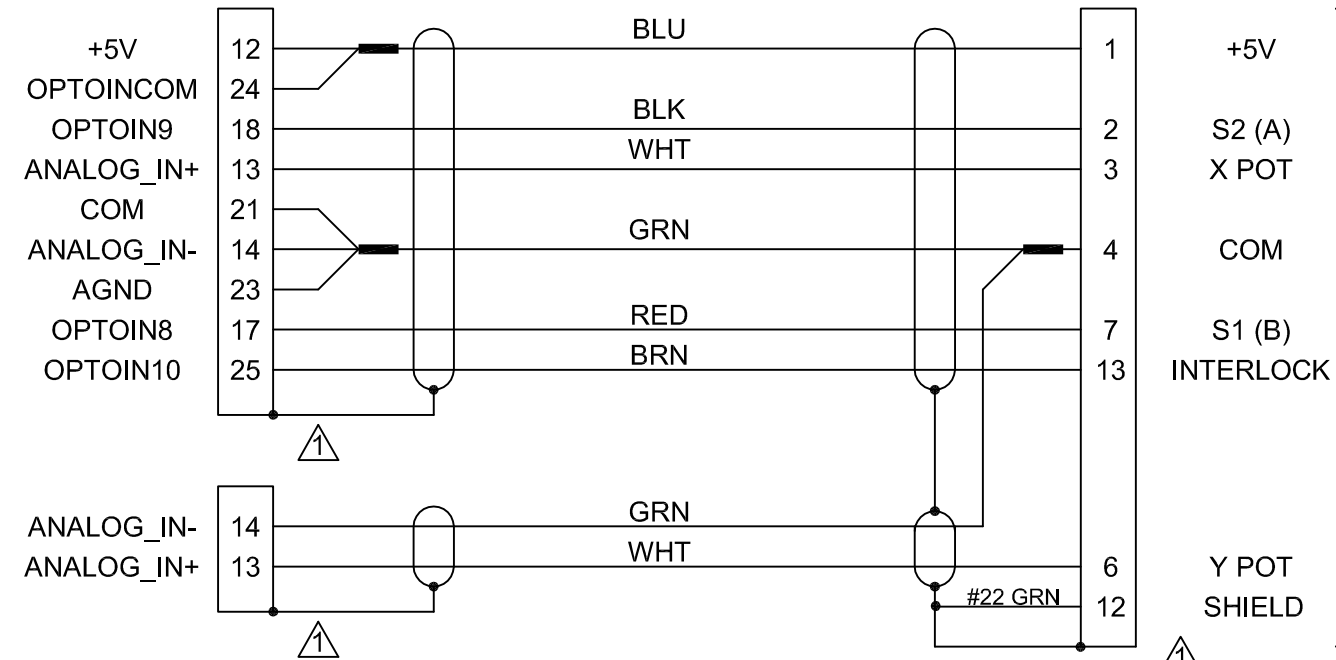 +5V 12 BLU 1 +5V
OPTOINCOM 24
OPTOIN9 18 BLK 2 S2 (A)
ANALOG_IN+ 13 WHT 3 X POT
COM 21
ANALOG_IN- 14 GRN 4 COM
AGND 23
OPTOIN8 17 RED 7 S1 (B)
OPTOIN10 25 BRN 13 INTERLOCK
1
ANALOG_IN- 14 GRN
ANALOG_IN+ 13 WHT 6 Y POT
#22 GRN 12 SHIELD
1 1